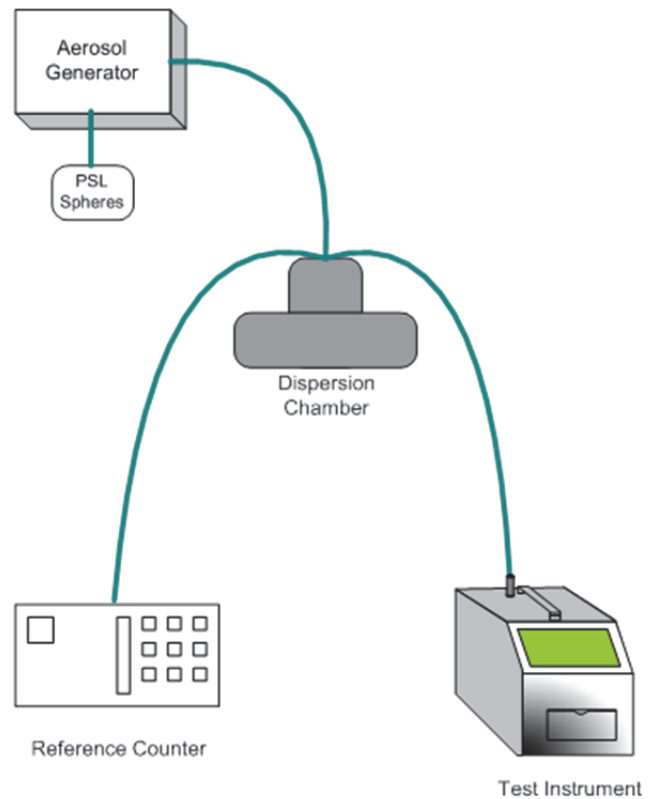 Aerosol
Generator
PSL
Spheres
Dispersion
Chamber
Reference Counter
Test Instrument